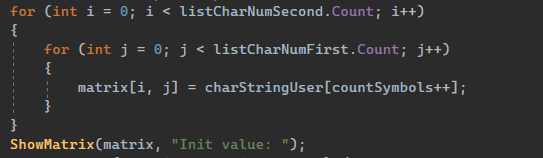 for (int i = 0; i < listCharNumSecond.Count; i++)
{
for (int j = 0; j < listCharNumFirst.Count; j++)
{
matrix[i, j] = charStringUser[countSymbols++];
}
}
ShowMatrix(matrix, "Init value: ");